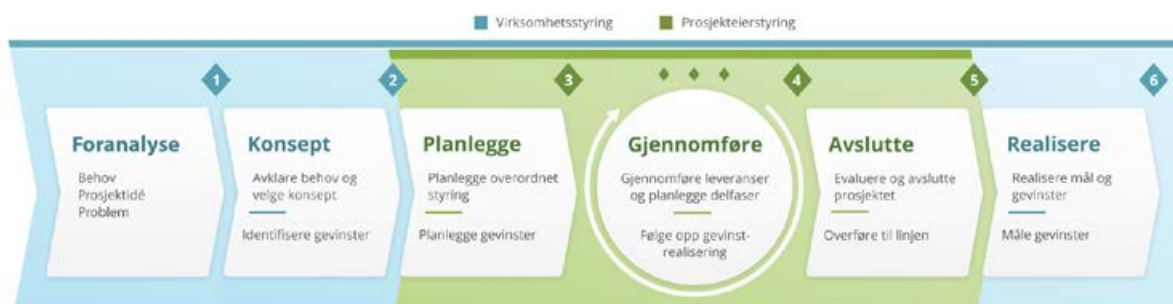 Virksomhetsstyring
Prosjekteierstyring
1
2
3
4
5
6
Foranalyse
Behov
Prosjektidé
Problem
Konsept
Avklare behov og
velge konsept
Identifisere gevinster
Planlegge
Planlegge overordnet
styring
Planlegge gevinster
Gjennomføre
Gjennomføre leveranser
og planlegge delfaser
Følge opp gevinst-
realisering
Avslutte
Evaluere og avslutte
prosjektet
Overføre til linjen
Realisere
Realisere mål og
gevinster
Måle gevinster